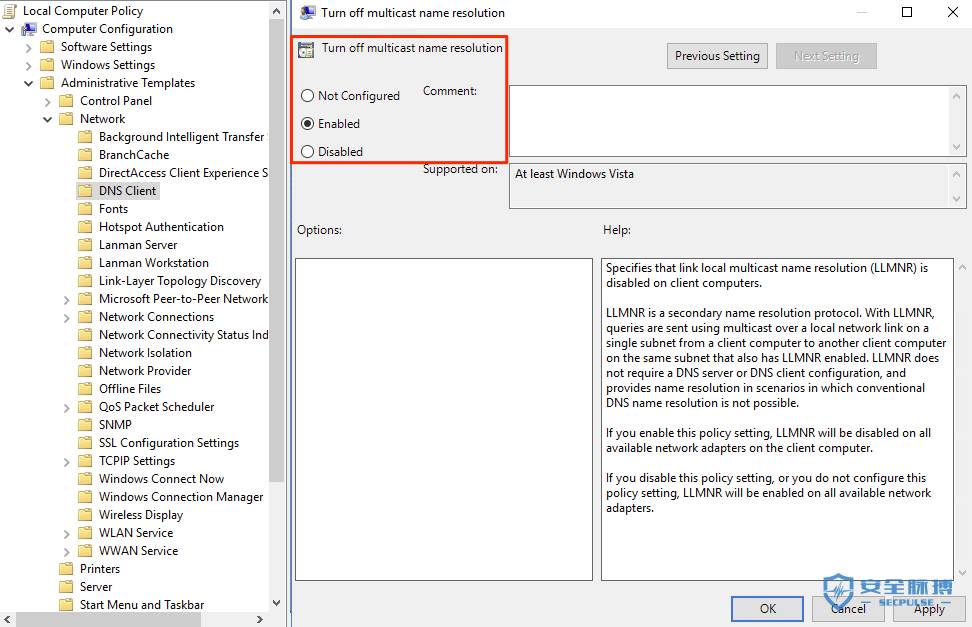 Local Computer Policy
Computer Configuration
Software Settings
Windows Settings
Administrative Templates
Control Panel
Network
Background Intelligent Transfer
BranchCache
DirectAccess Client Experience S
DNS Client
Fonts
Hotspot Authentication
Lanman Server
Lanman Workstation
Link-Layer Topology Discovery
Microsoft Peer-to-Peer Network
Network Connections
Network Connectivity Status Ind
Network Isolation
Network Provider
Offline Files
QoS Packet Scheduler
SNMP
SSL Configuration Settings
TCPIP Settings
Windows Connect Now
Windows Connection Manager
Wireless Display
WLAN Service
WWAN Service
Printers
Server
Start Menu and Taskbar
Turn off multicast name resolution
Turn off multicast name resolution
Previous Setting
Next Setting
Not Configured
Comment:
Enabled
Disabled
Supported on:
At least Windows Vista
Options:
Help:
Specifies that link local multicast name resolution (LLMNR) is
disabled on client computers.
LLMNR is a secondary name resolution protocol. With LLMNR,
queries are sent using multicast over a local network link on a
single subnet from a client computer to another client computer
on the same subnet that also has LLMNR enabled. LLMNR does
not require a DNS server or DNS client configuration, and
provides name resolution in scenarios in which conventional
DNS name resolution is not possible.
If you enable this policy setting, LLMNR will be disabled on all
available network adapters on the client computer.
If you disable this policy setting, or you do not configure this
policy setting, LLMNR will be enabled on all available network
adapters.
安全脉搏
SECPULSE
OK
Cancel
Apply